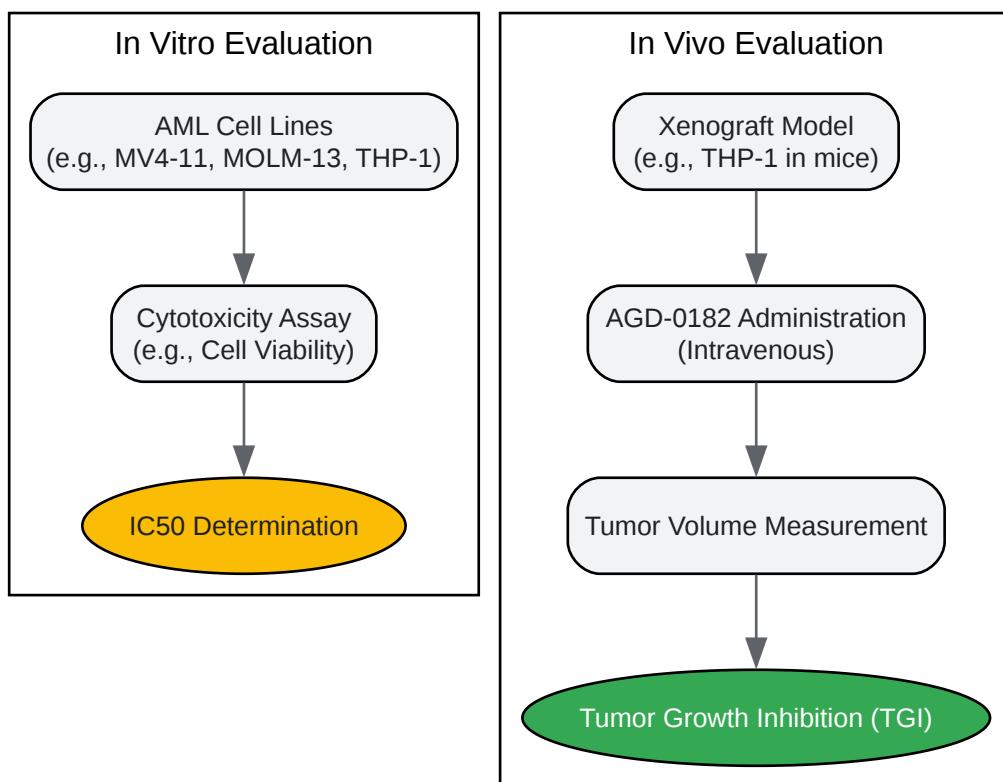 In Vitro Evaluation
AML Cell Lines
(e.g., MV4-11, MOLM-13, THP-1)
Cytotoxicity Assay
(e.g., Cell Viability)
IC50 Determination
In Vivo Evaluation
Xenograft Model
(e.g., THP-1 in mice)
AGD-0182 Administration
(Intravenous)
Tumor Volume Measurement
Tumor Growth Inhibition (TGI)